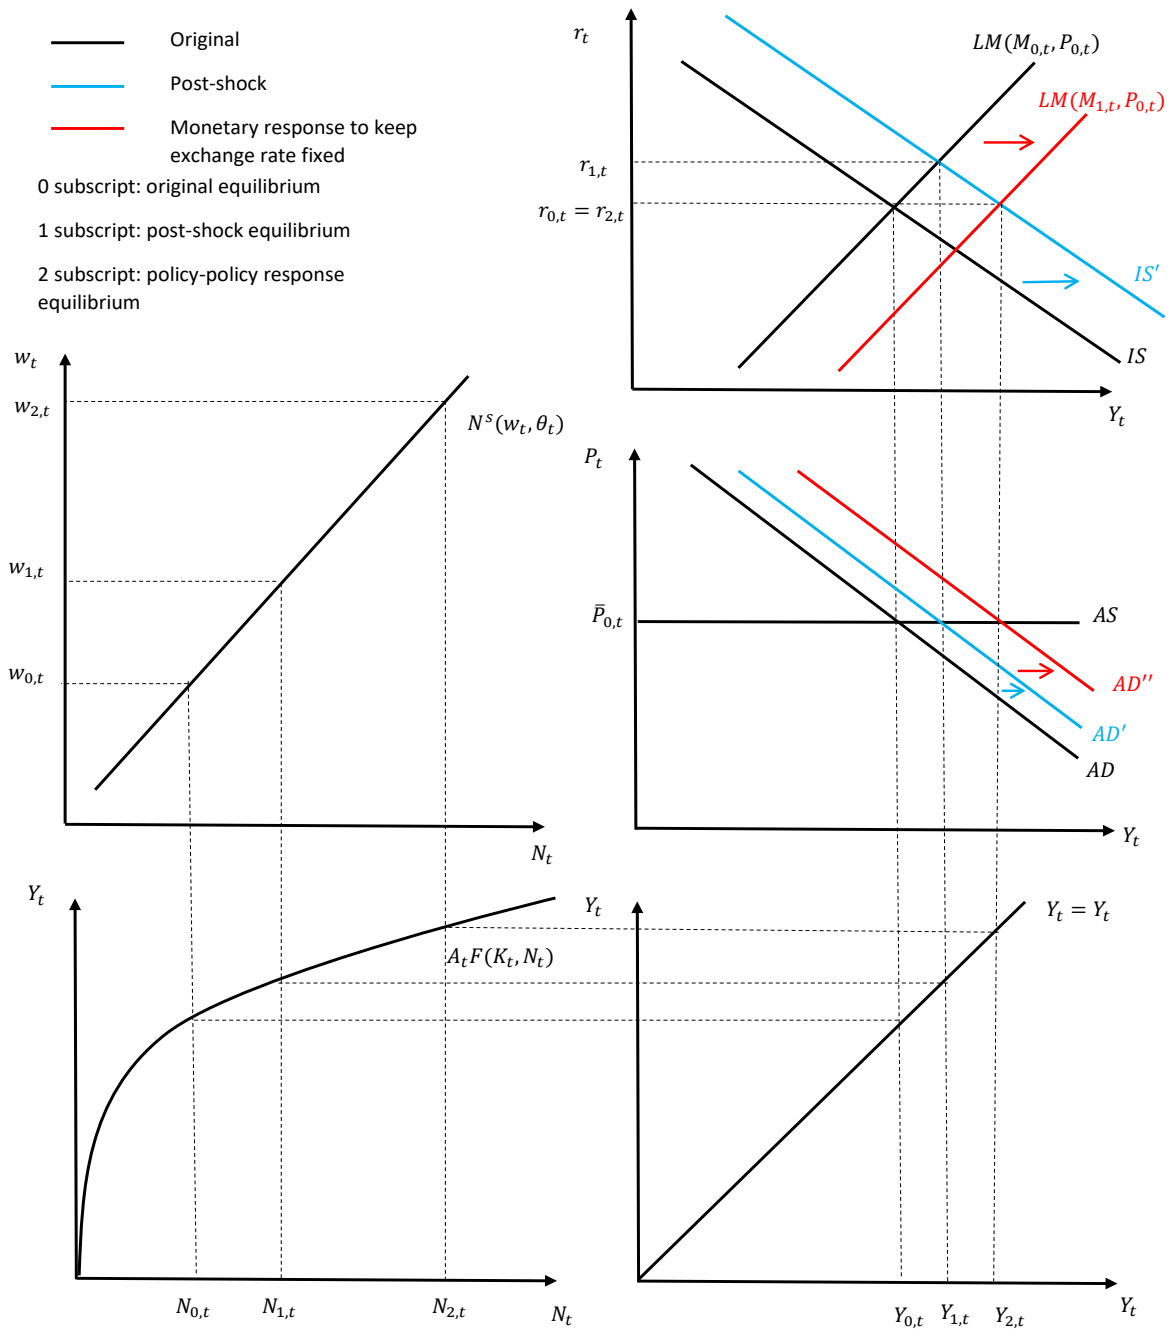 Original
Post-shock
Monetary response to keep
exchange rate fixed
0 subscript: original equilibrium
1 subscript: post-shock equilibrium
2 subscript: policy-policy response
equilibrium
r_t
LM(M_{0,t}, P_{0,t})
LM(M_{1,t}, P_{0,t})
r_{1,t}
r_{0,t} = r_{2,t}
IS'
IS
Y_t
w_t
w_{2,t}
N^s(w_t, θ_t)
w_{1,t}
w_{0,t}
N_t
P_t
P̄_{0,t}
AS
AD''
AD'
AD
Y_t
Y_t
A_tF(K_t, N_t)
N_{0,t}
N_{1,t}
N_{2,t}
N_t
Y_t
Y_t = Y_t
Y_{0,t}
Y_{1,t}
Y_{2,t}
Y_t